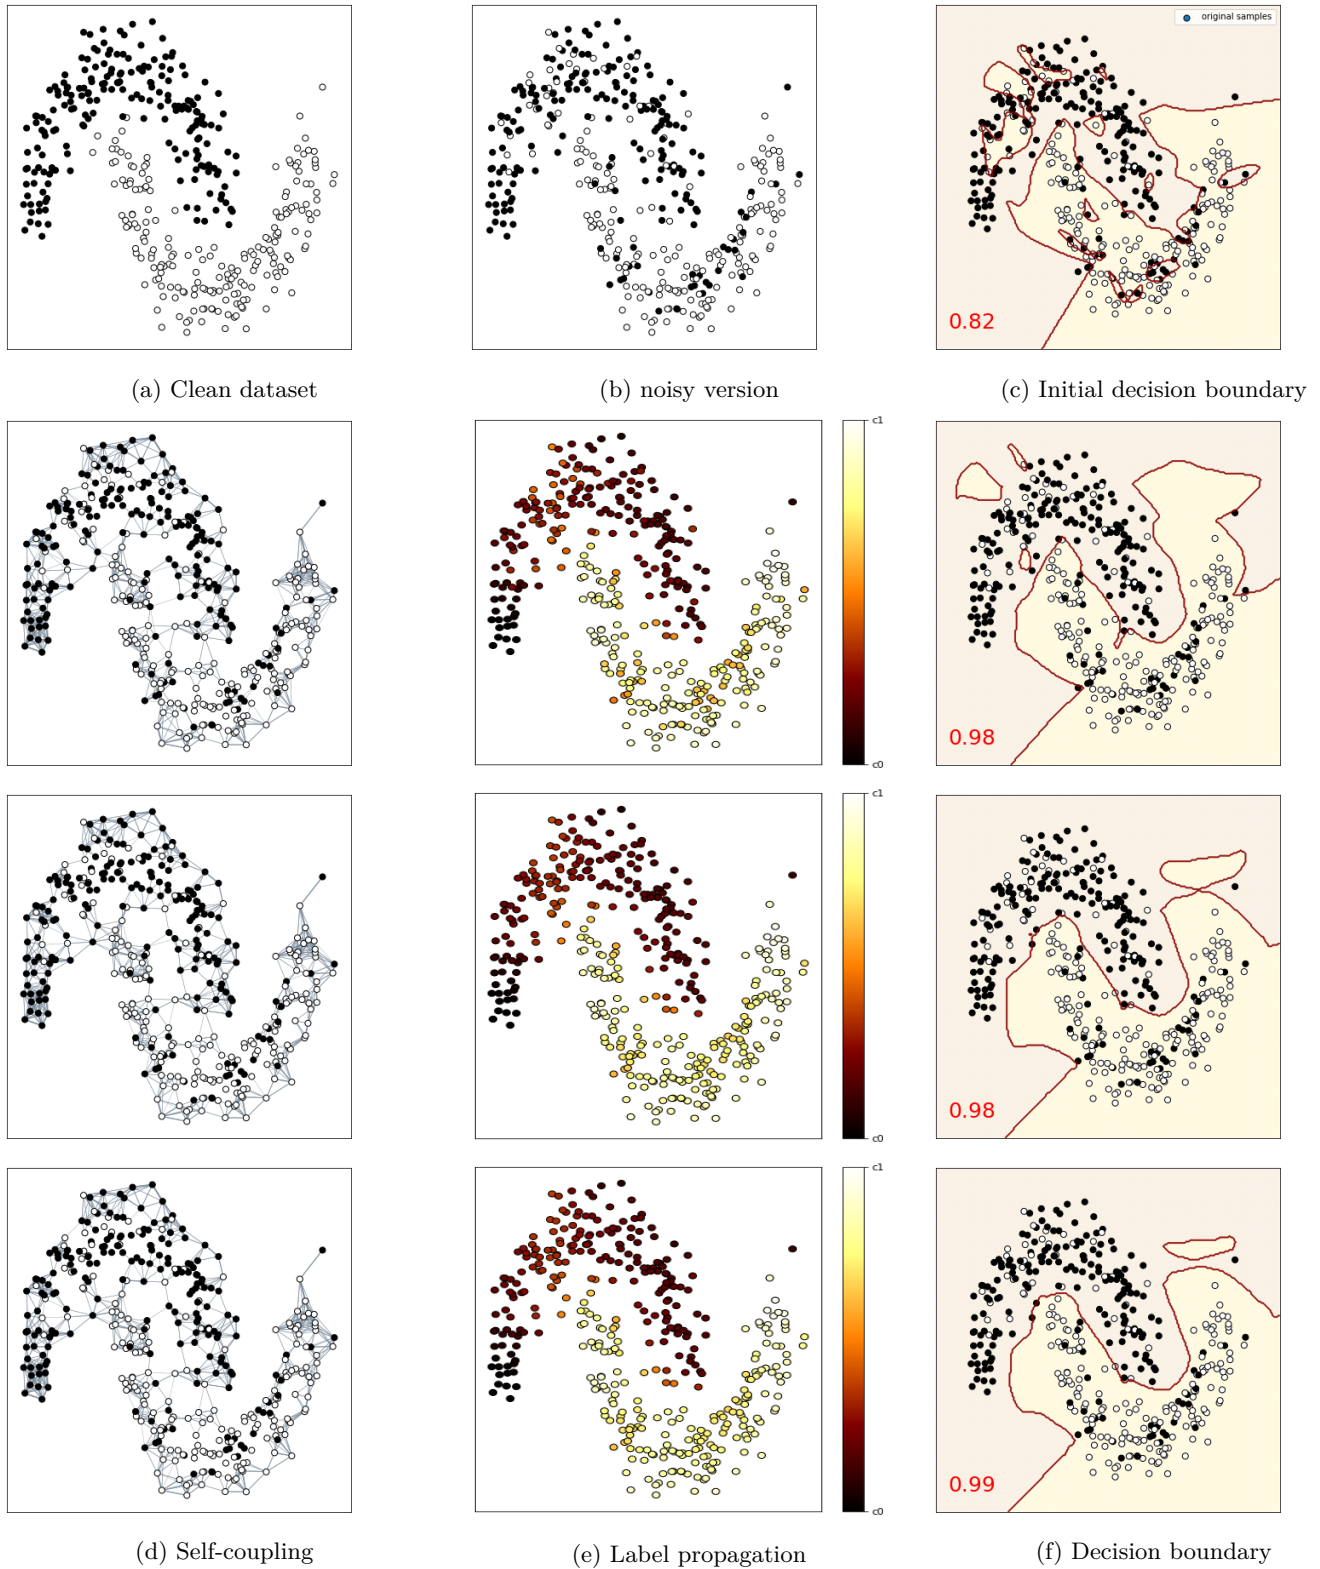 original samples
0.82
(a) Clean dataset
(b) noisy version
(c) Initial decision boundary
c1
c0
0.98
c1
c0
0.98
c1
c0
0.99
(d) Self-coupling
(e) Label propagation
(f) Decision boundary